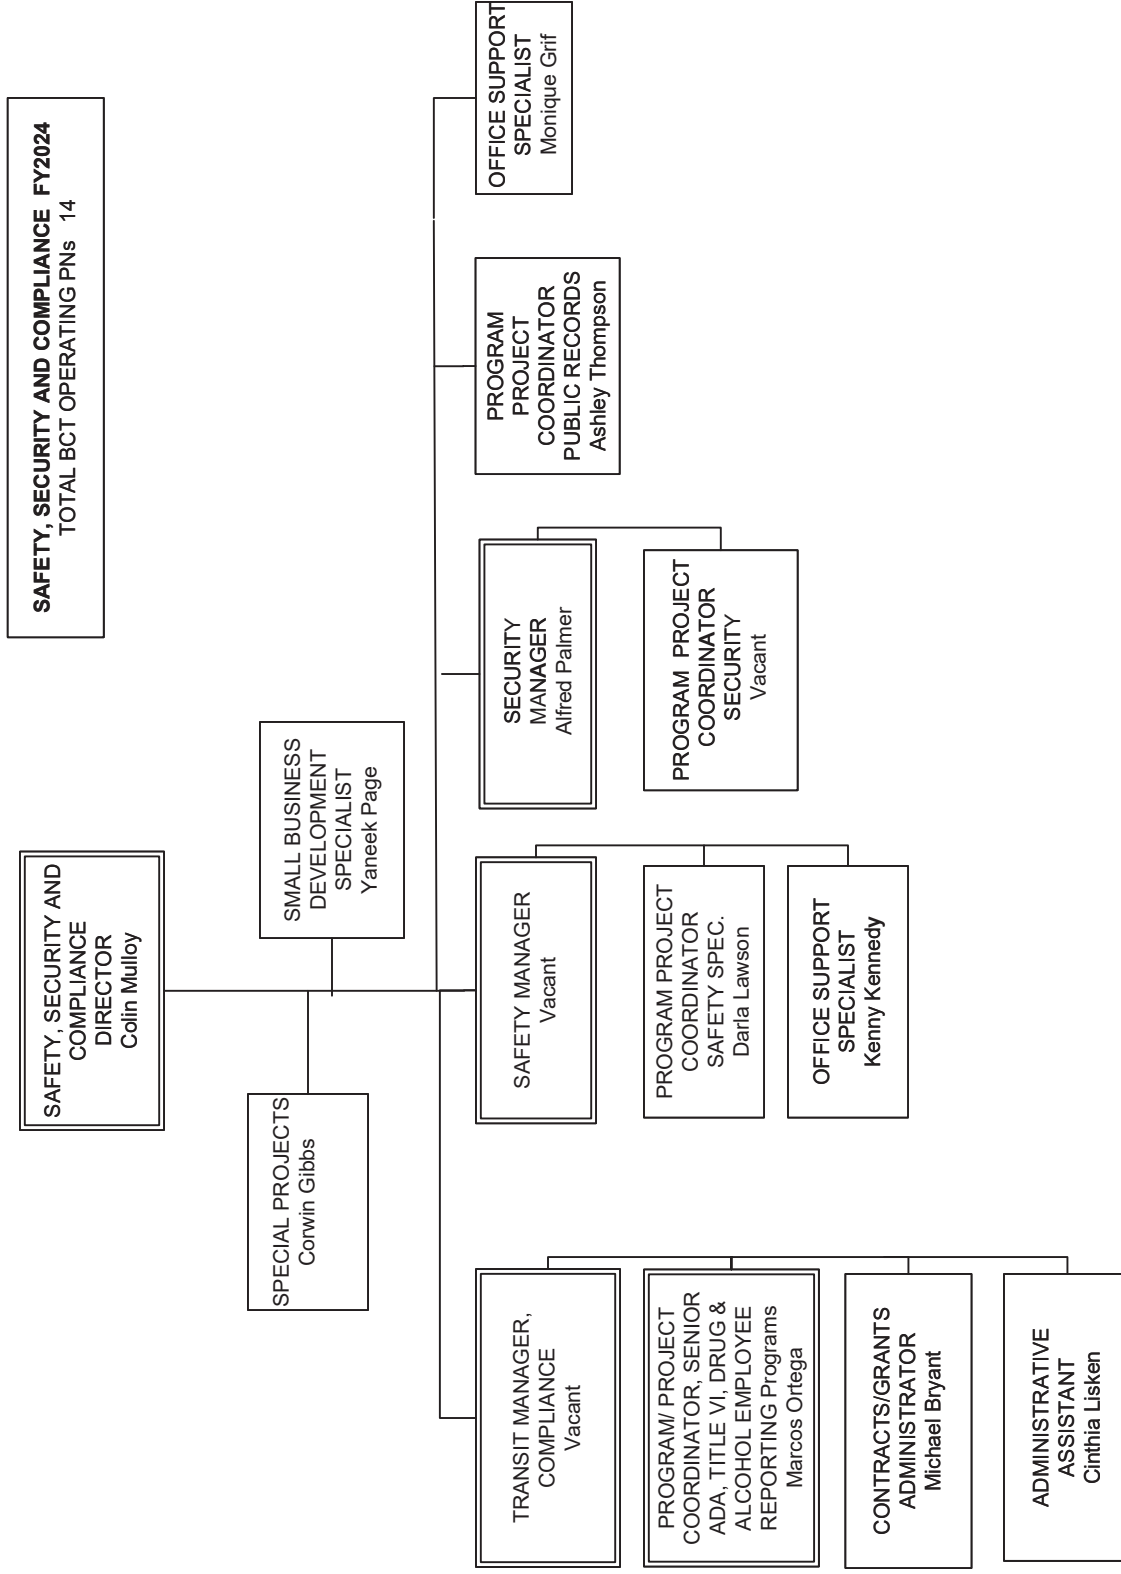 SAFETY, SECURITY AND COMPLIANCE FY2024
TOTAL BCT OPERATING PNs 14
SAFETY, SECURITY AND
COMPLIANCE
DIRECTOR
Colin Mulloy
SPECIAL PROJECTS
Corwin Gibbs
SMALL BUSINESS
DEVELOPMENT
SPECIALIST
Yaneek Page
TRANSIT MANAGER,
COMPLIANCE
Vacant
PROGRAM/ PROJECT
COORDINATOR, SENIOR
ADA, TITLE VI, DRUG &
ALCOHOL EMPLOYEE
REPORTING Programs
Marcos Ortega
CONTRACTS/GRANTS
ADMINISTRATOR
Michael Bryant
ADMINISTRATIVE
ASSISTANT
Cinthia Lisken
SAFETY MANAGER
Vacant
PROGRAM PROJECT
COORDINATOR
SAFETY SPEC.
Darla Lawson
OFFICE SUPPORT
SPECIALIST
Kenny Kennedy
SECURITY
MANAGER
Alfred Palmer
PROGRAM PROJECT
COORDINATOR
SECURITY
Vacant
PROGRAM
PROJECT
COORDINATOR
PUBLIC RECORDS
Ashley Thompson
OFFICE SUPPORT
SPECIALIST
Monique Grif